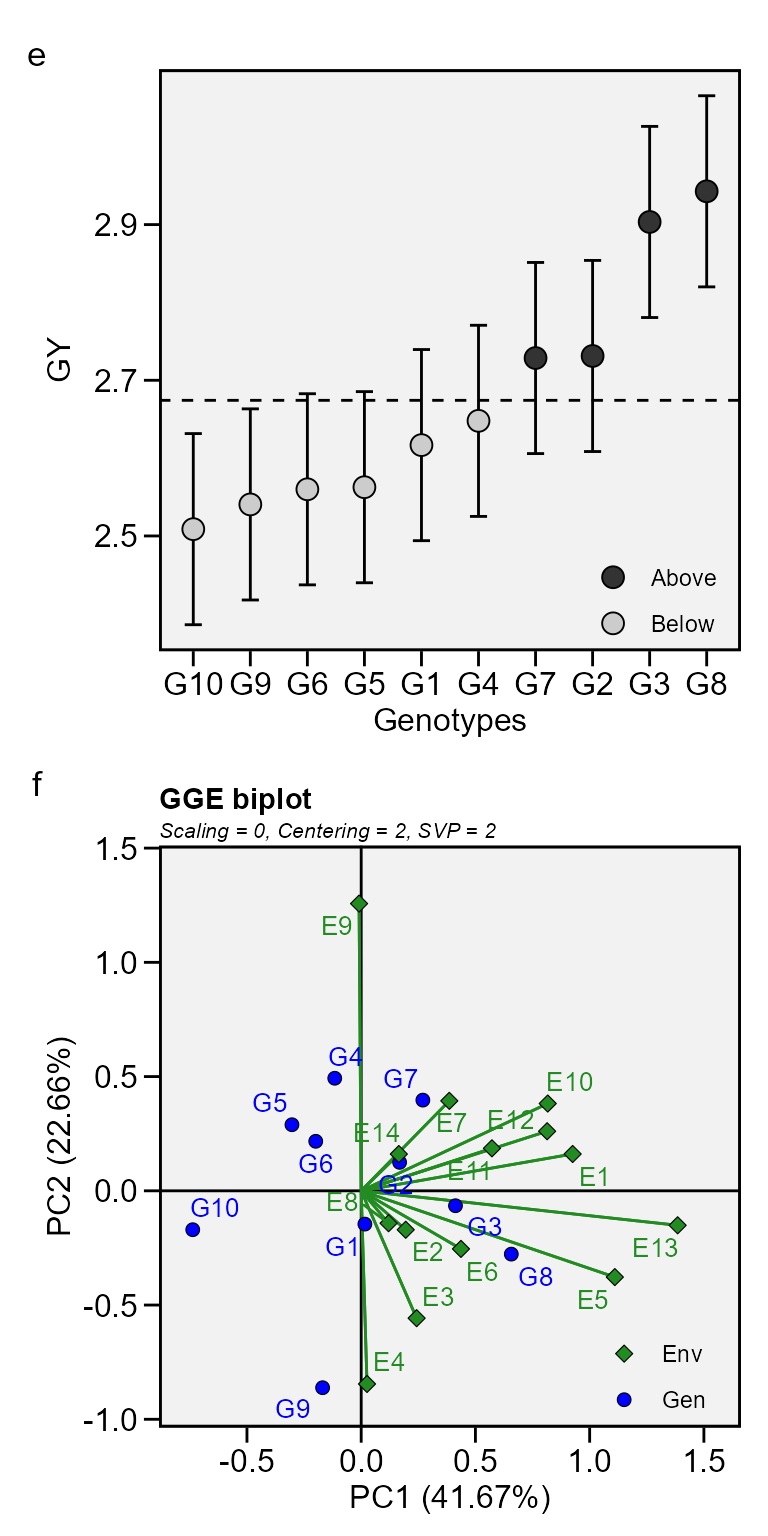 e
GY
2.9
2.7
2.5
Above
Below
G10 G9 G6 G5 G1 G4 G7 G2 G3 G8
Genotypes
f
GGE biplot
Scaling = 0, Centering = 2, SVP = 2
PC2 (22.66%)
1.5
1.0
0.5
0.0
-0.5
-1.0
E9
G4
G7
E10
G5
E7
E12
E14
G6
E11
E1
G2
E8
G10
G3
G1
E2
E13
E6
G8
E3
E5
E4
G9
Env
Gen
-0.5 0.0 0.5 1.0 1.5
PC1 (41.67%)